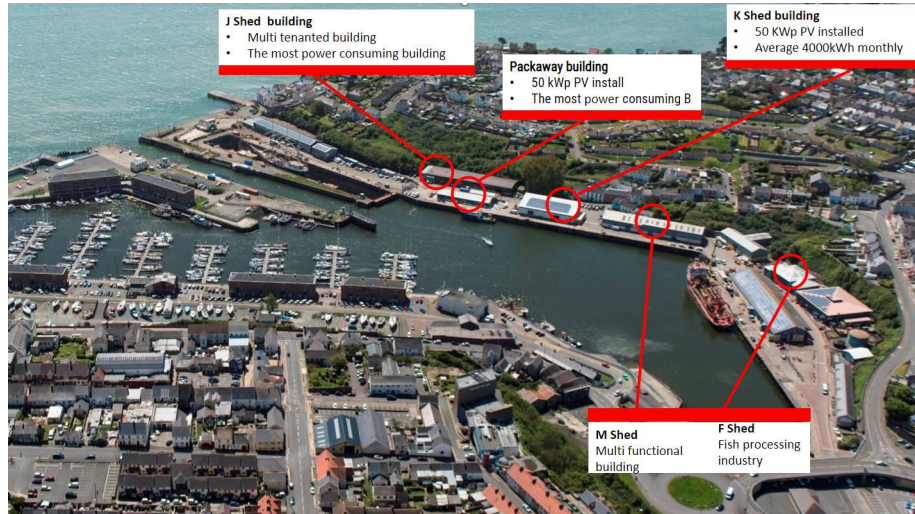 J Shed building
• Multi tenanted building
• The most power consuming building
Packaway building
• 50 kWp PV install
• The most power consuming B
K Shed building
• 50 KWp PV installed
• Average 4000kWh monthly
M Shed
Multi functional
building
F Shed
Fish processing
industry